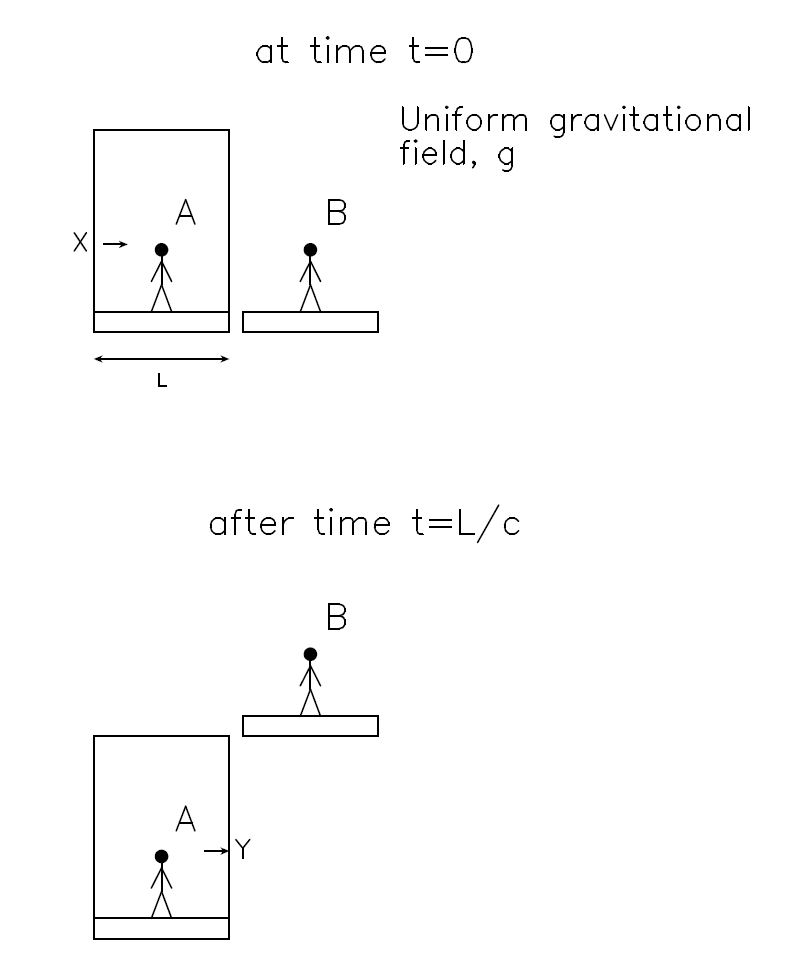 at time t=0
Uniform gravitational
field, g
A
B
X
L
after time t=L/c
B
A
Y